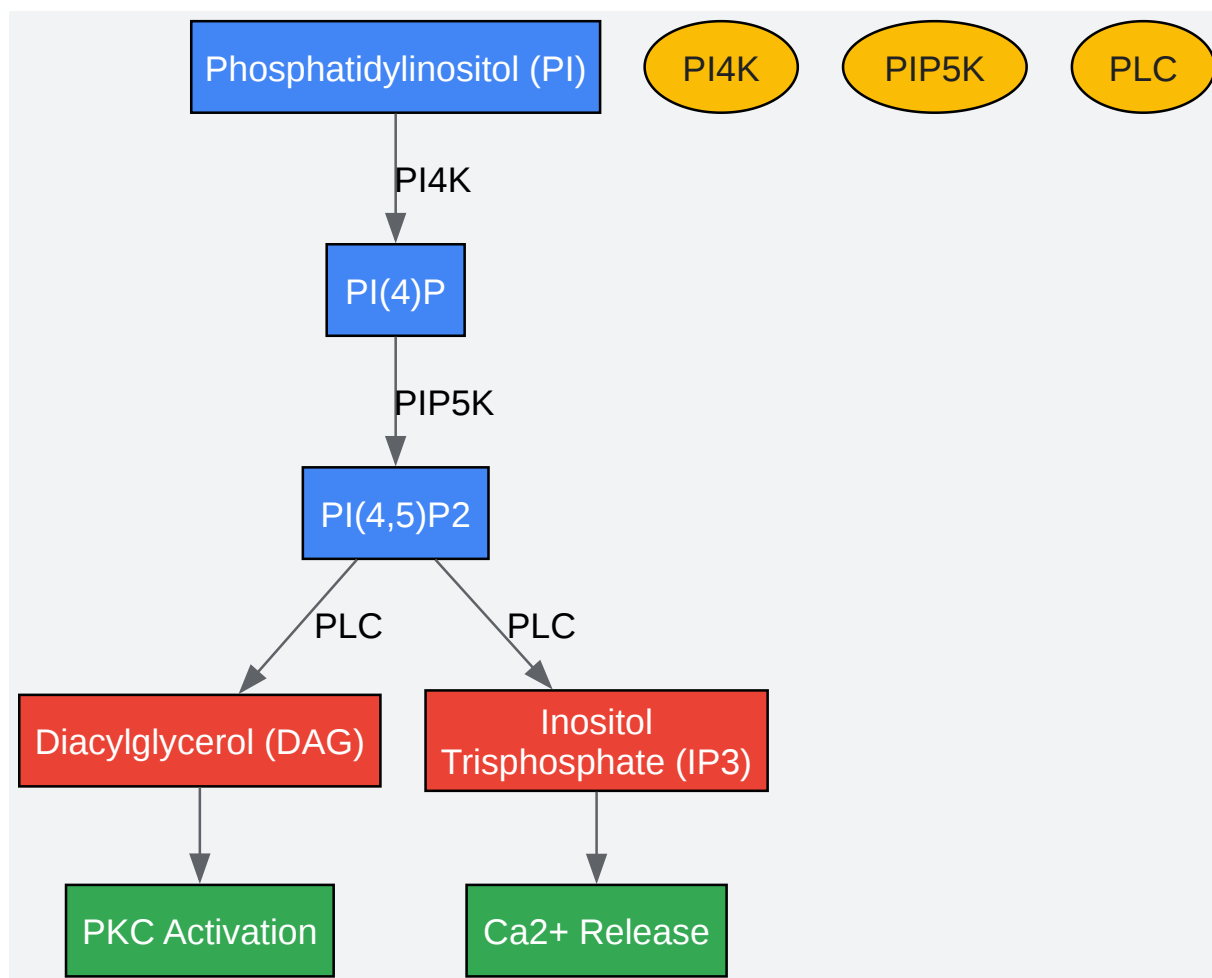 Phosphatidylinositol (PI)
PI4K
PIP5K
PLC
PI4K
PI(4)P
PIP5K
PI(4,5)P2
PLC
PLC
Diacylglycerol (DAG)
Inositol
Trisphosphate (IP3)
PKC Activation
Ca2+ Release